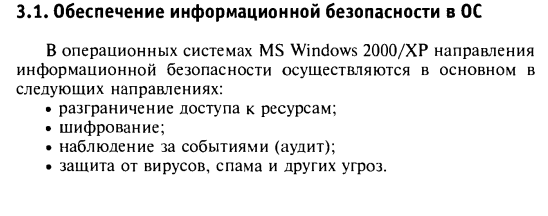 3.1. Обеспечение информационной безопасности в ОС
В операционных системах MS Windows 2000/XP направления
информационной безопасности осуществляются в основном в
следующих направлениях:
• разграничение доступа к ресурсам;
• шифрование;
• наблюдение за событиями (аудит);
• защита от вирусов, спама и других угроз.